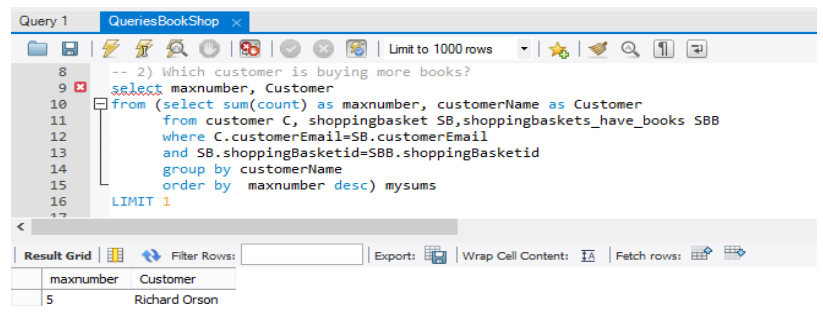 Query 1 QueriesBookShop ×
Limit to 1000 rows
8 -- 2) Which customer is buying more books?
9 select maxnumber, Customer
10 from (select sum(count) as maxnumber, customerName as Customer
11 from customer C, shoppingbasket SB,shoppingbaskets_have_books SBB
12 where C.customerEmail=SB.customerEmail
13 and SB.shoppingBasketid=SBB.shoppingBasketid
14 group by customerName
15 order by  maxnumber desc) mysums
16 LIMIT 1
17
Result Grid Filter Rows: Export: Wrap Cell Content: IA Fetch rows:
maxnumber Customer
5 Richard Orson